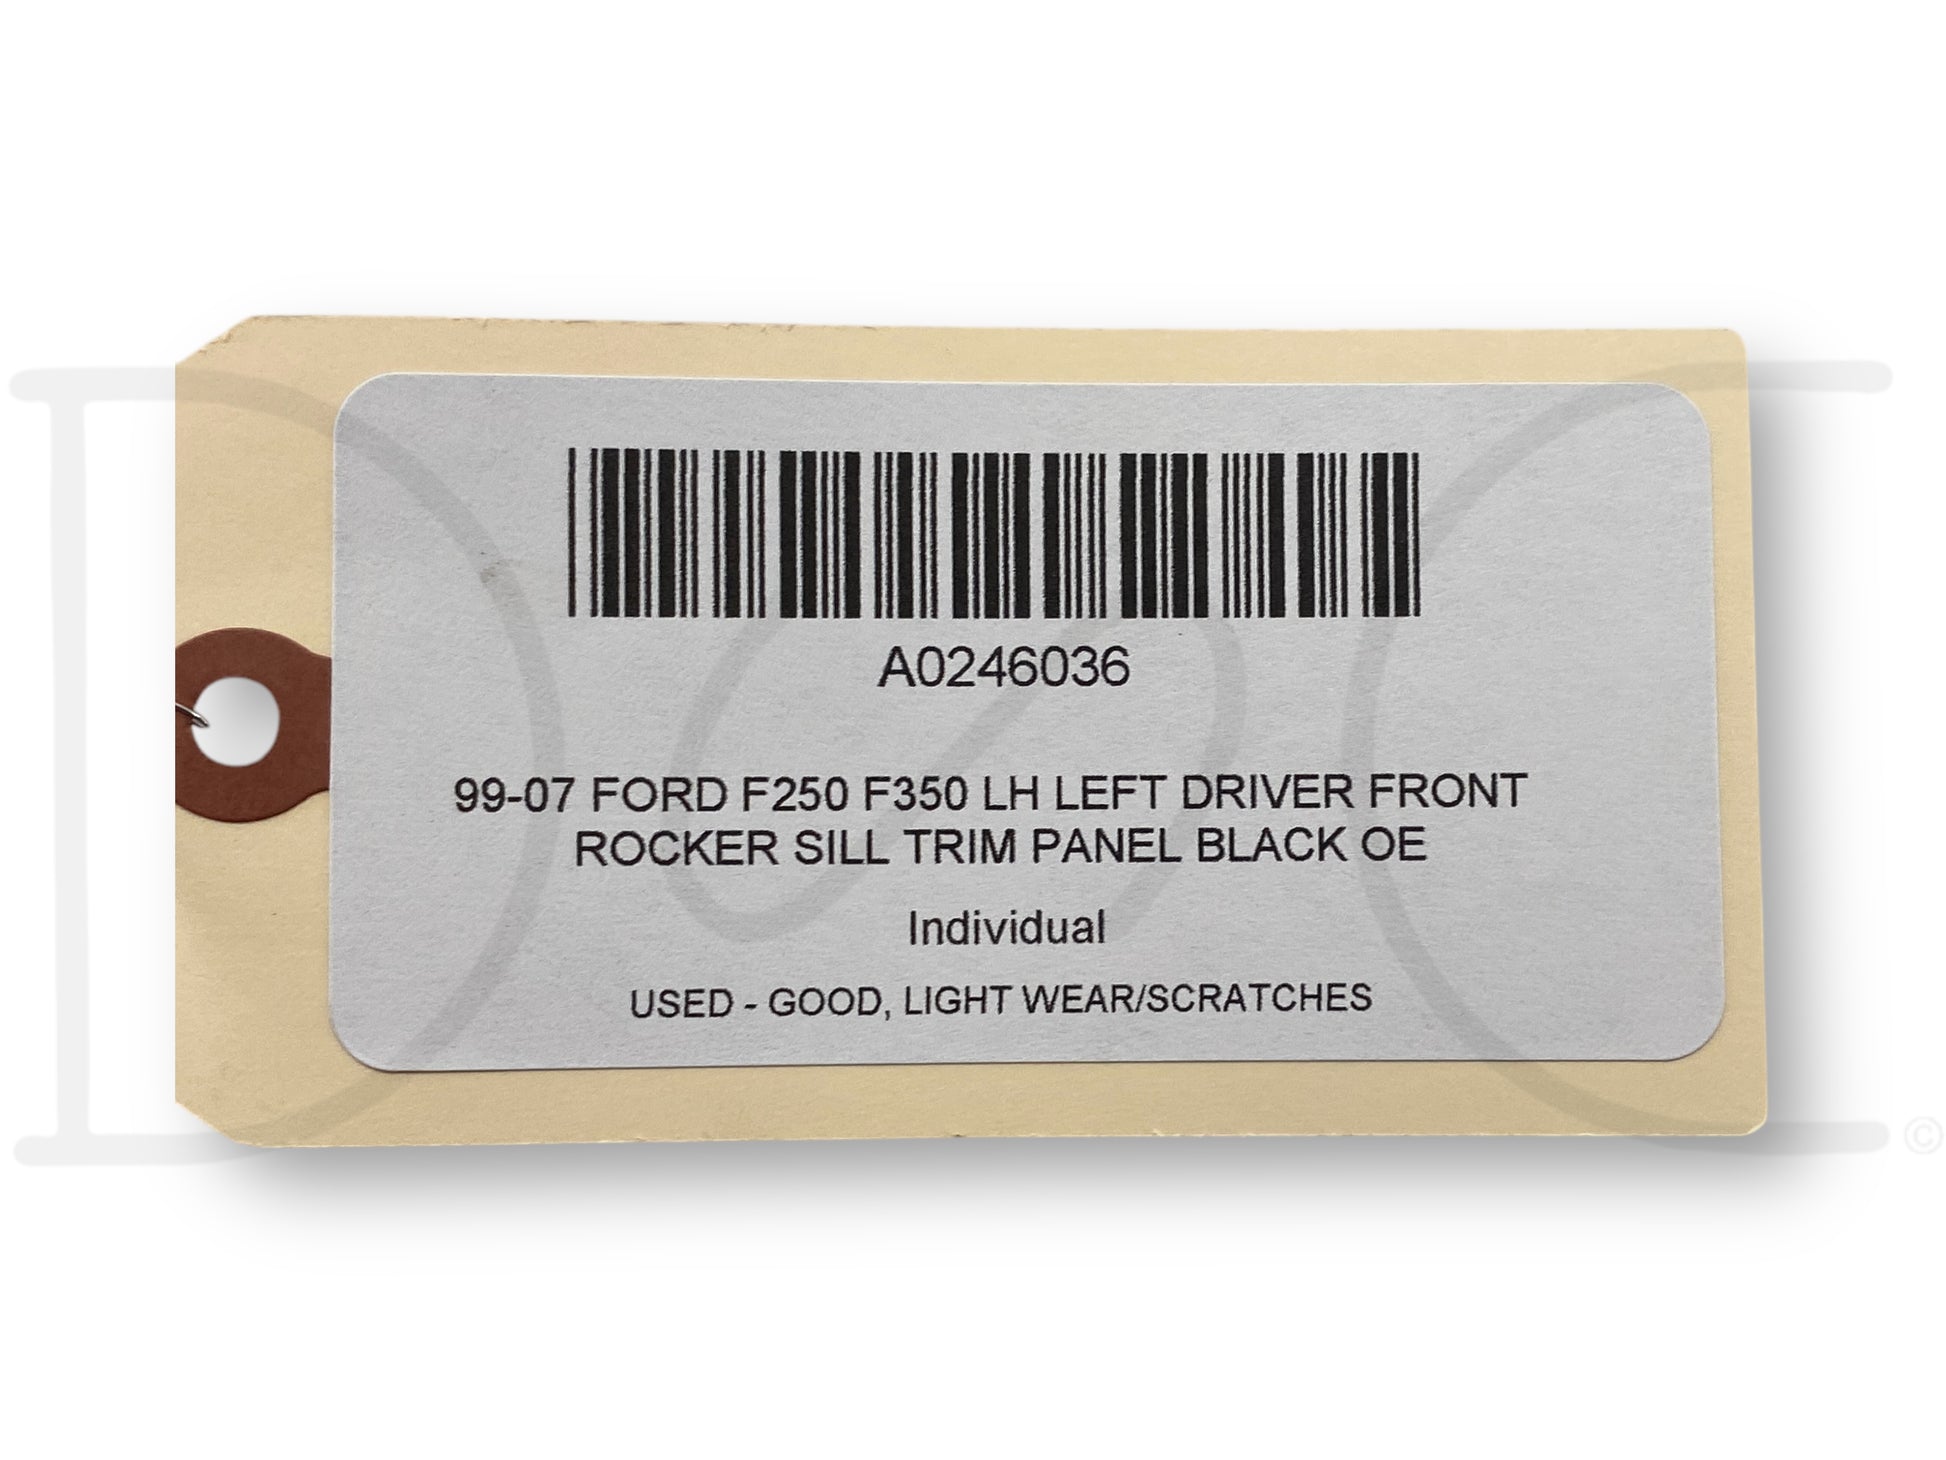 A0246036
99-07 FORD F250 F350 LH LEFT DRIVER FRONT
ROCKER SILL TRIM PANEL BLACK OE
Individual
USED - GOOD, LIGHT WEAR/SCRATCHES
©